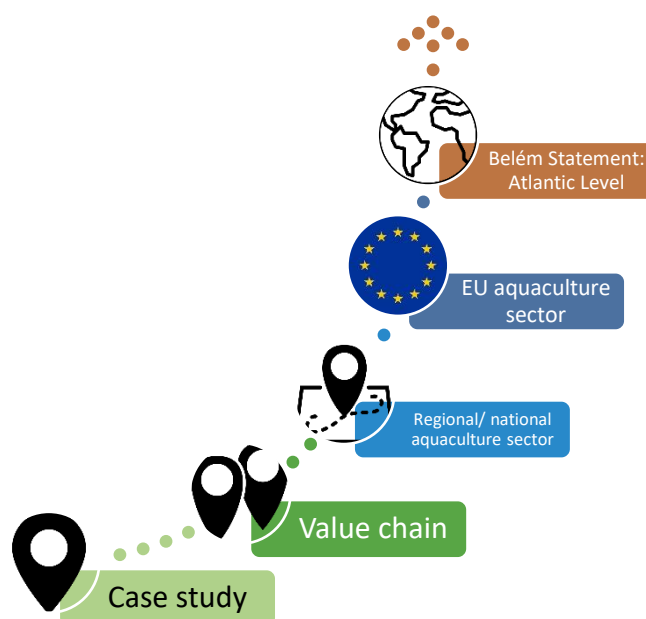 Belém Statement:
Atlantic Level
EU aquaculture
sector
Regional/ national
aquaculture sector
Value chain
Case study